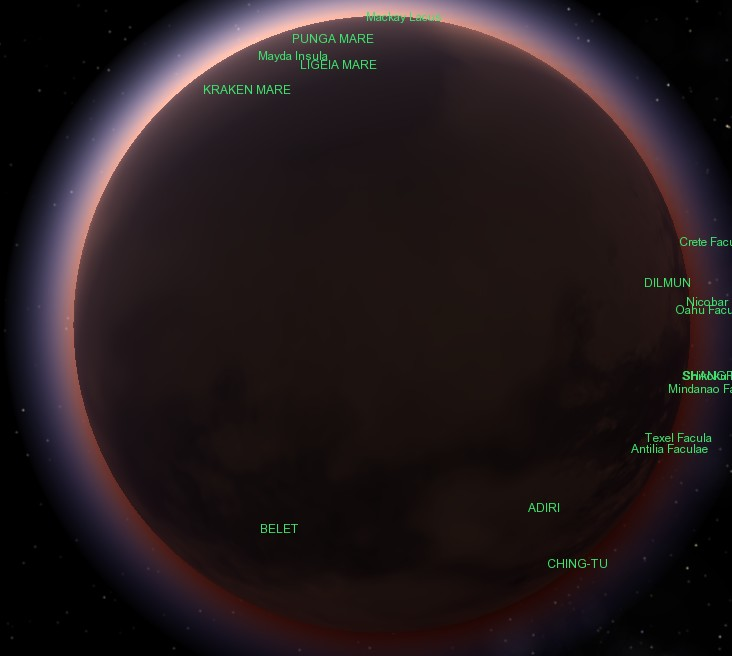 Mackay Lacus
PUNGA MARE
Mayda Insula
LIGEIA MARE
KRAKEN MARE
Crete Facu
DILMUN
Nicobar
Oahu Facu
Mindanao Fa
Texel Facula
Antilia Faculae
ADIRI
BELET
CHING-TU